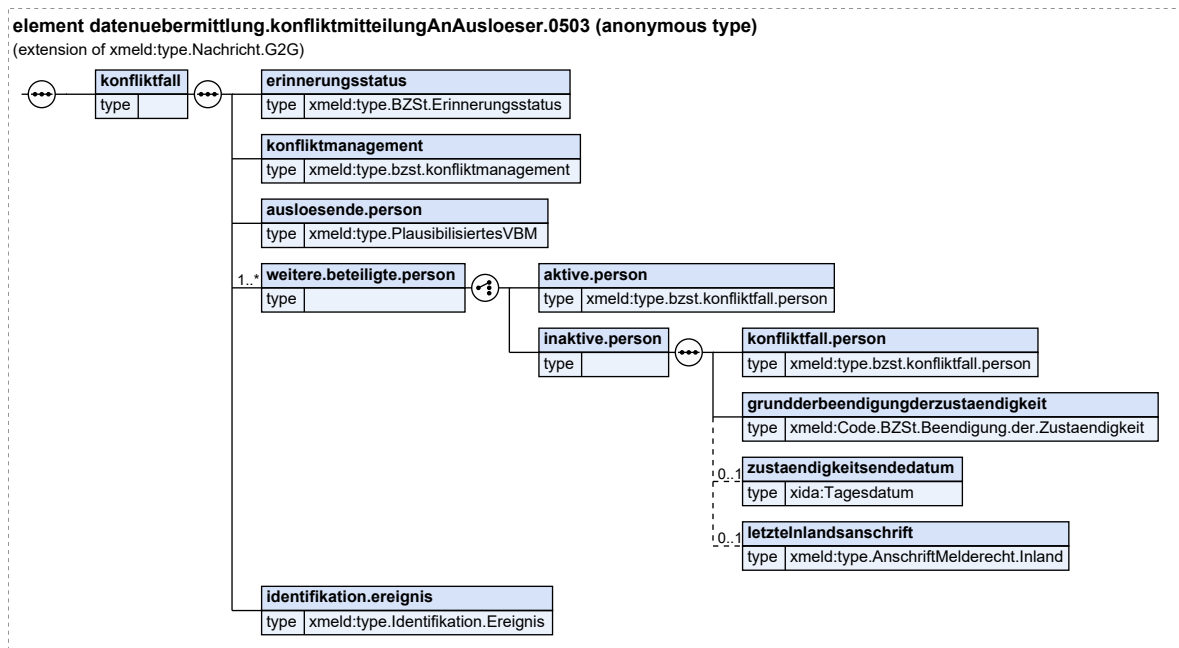 element datenuebermittlung.konfliktmitteilungAnAusloeser.0503 (anonymous type)
(extension of xmeld:type.Nachricht.G2G)
konfliktfall
type
erinnerungsstatus
type xmeld:type.BZSt.Erinnerungsstatus
konfliktmanagement
type xmeld:type.bzst.konfliktmanagement
ausloesende.person
type xmeld:type.PlausibilisiertesVBM
1..* weitere.beteiligte.person
type
aktive.person
type xmeld:type.bzst.konfliktfall.person
inaktive.person
type
konfliktfall.person
type xmeld:type.bzst.konfliktfall.person
grundderbeendigungderzustaendigkeit
type xmeld:Code.BZSt.Beendigung.der.Zustaendigkeit
0..1 zustaendigkeitsendedatum
type xida:Tagesdatum
0..1 letzteInlandsanschrift
type xmeld:type.AnschriftMelderecht.Inland
identifikation.ereignis
type xmeld:type.Identifikation.Ereignis